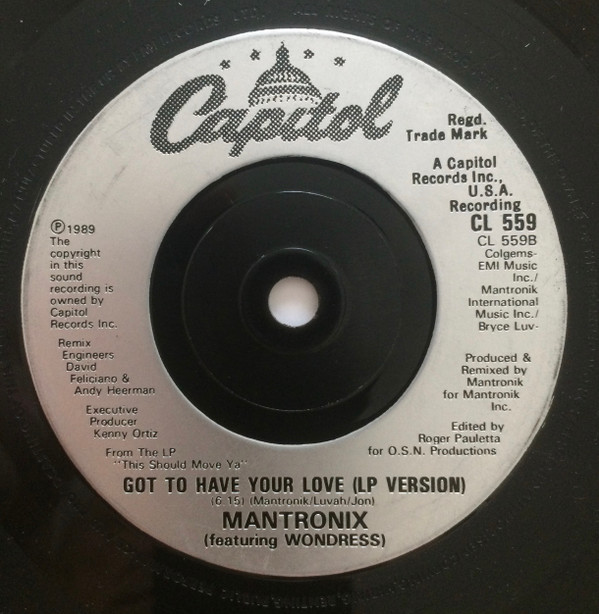 Capitol
Regd.
Trade Mark
A Capitol
Records Inc.,
U.S.A.
Recording
CL 559
CL 559B
Colgems-
EMI Music
Inc./
Mantronik
International
Music Inc./
Bryce Luv-
℗ 1989
The
copyright
in this
sound
recording is
owned by
Capitol
Records Inc.
Remix
Engineers
David
Feliciano &
Andy Heerman
Executive
Producer
Kenny Ortiz
From The LP
"This Should Move Ya"
Produced &
Remixed by
Mantronik
for Mantronik
Inc.
Edited by
Roger Pauletta
for O.S.N. Productions
GOT TO HAVE YOUR LOVE (LP VERSION)
(6.15) (Mantronik/Luvah/Jon)
MANTRONIX
(featuring WONDRESS)